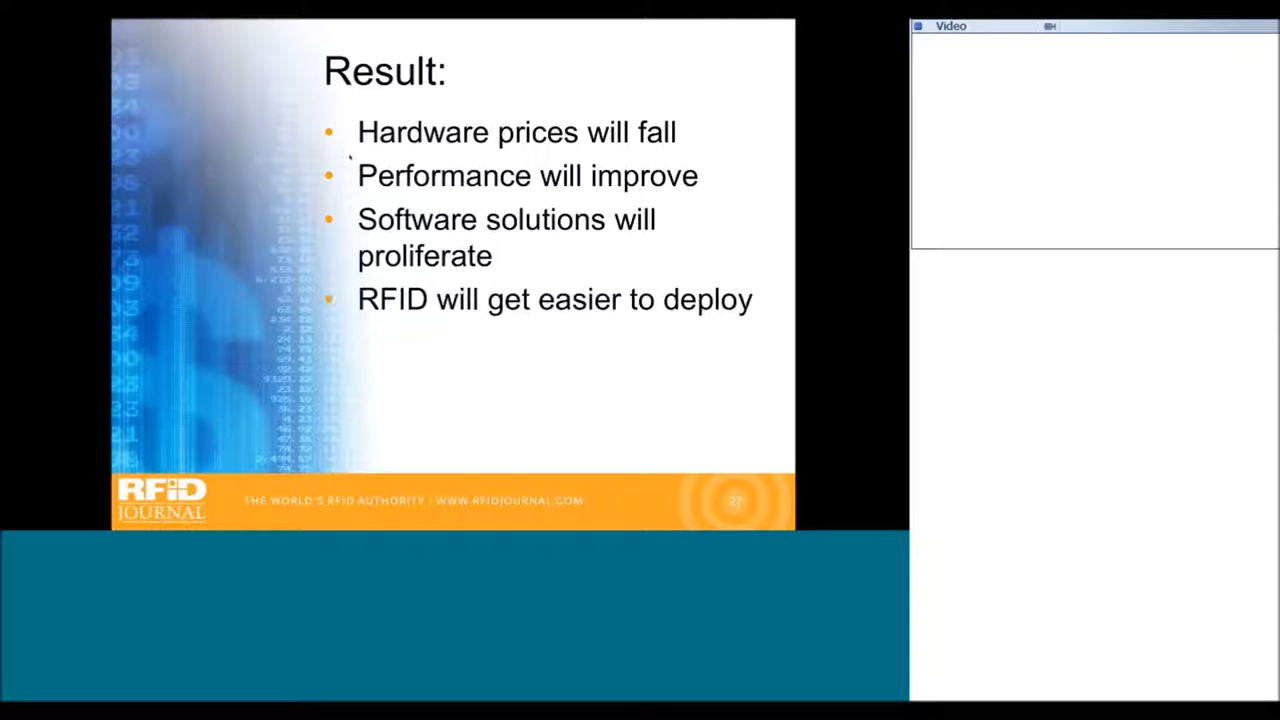 Video
Result:
• Hardware prices will fall
• Performance will improve
• Software solutions will
proliferate
• RFID will get easier to deploy
RFID
JOURNAL
THE WORLD'S RFID AUTHORITY | WWW.RFIDJOURNAL.COM
27